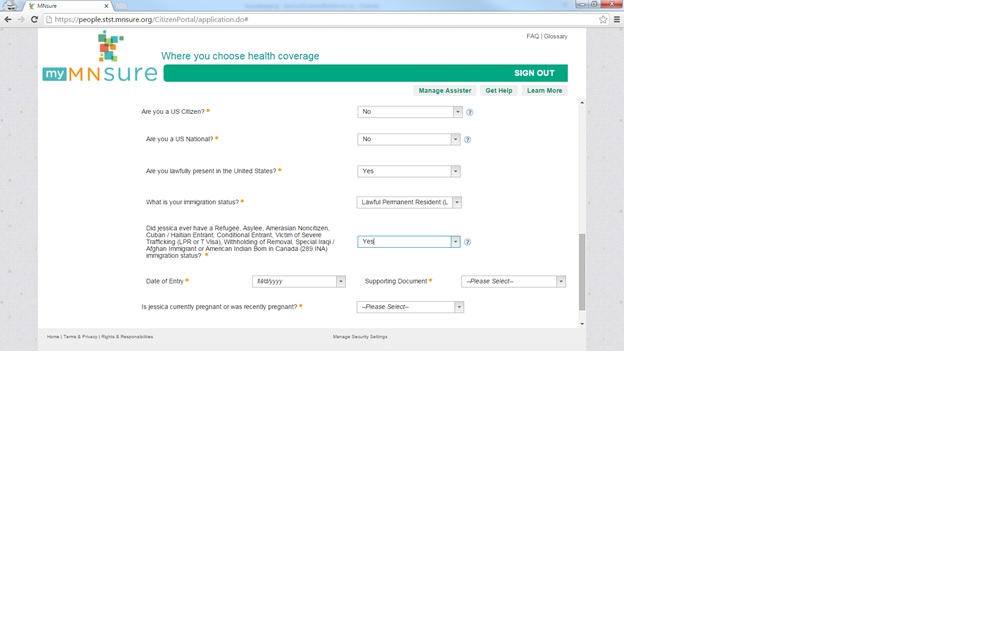 MNsure
https://people.stst.mnsure.org/CitizenPortal/application.do#
FAQ | Glossary
my MNsure
Where you choose health coverage
SIGN OUT
Manage Assister Get Help Learn More
Are you a US Citizen? * No ?
Are you a US National? * No ?
Are you lawfully present in the United States? * Yes
What is your immigration status? * Lawful Permanent Resident (L
Did jessica ever have a Refugee, Asylee, Amerasian Noncitizen,
Cuban / Haitian Entrant, Conditional Entrant, Victim of Severe
Trafficking (LPR or T Visa), Withholding of Removal, Special Iraqi /
Afghan Immigrant or American Indian Born in Canada (289 INA)
immigration status? *
Yes ?
Date of Entry * M/d/yyyy Supporting Document * --Please Select--
Is jessica currently pregnant or was recently pregnant? * --Please Select--
Home | Terms & Privacy | Rights & Responsibilities Manage Security Settings